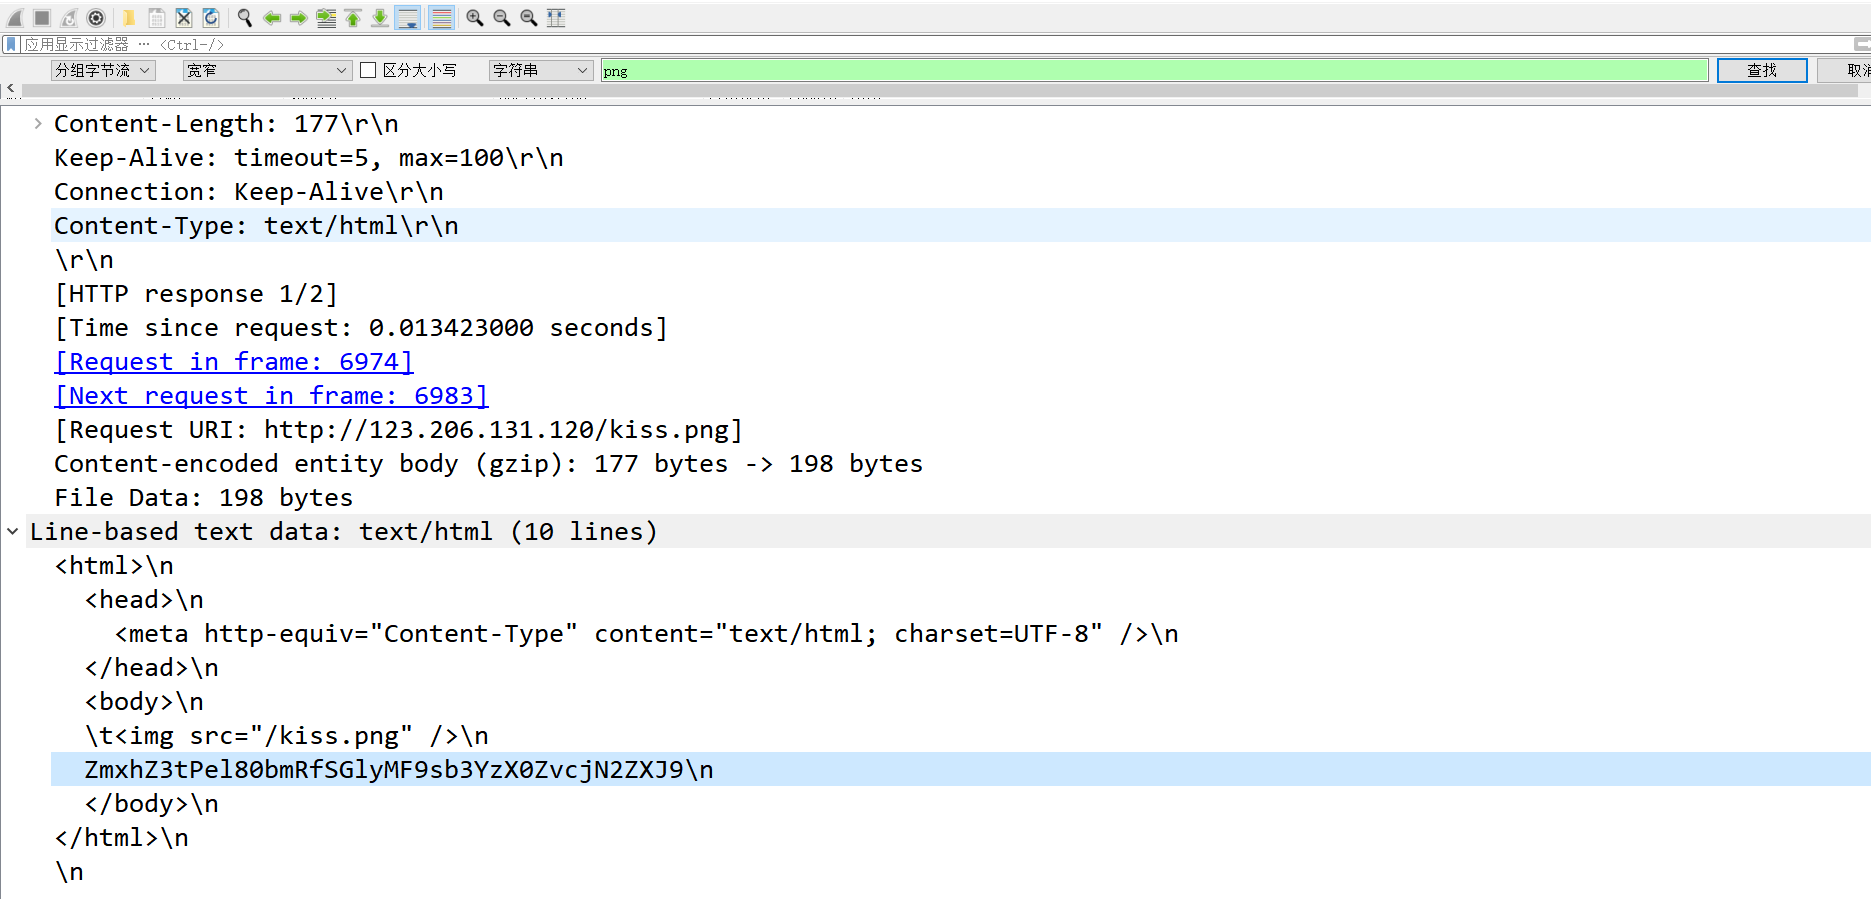 应用显示过滤器 … <Ctrl-/>
分组字节流 宽窄 区分大小写 字符串 png 查找 取消
Content-Length: 177\r\n
Keep-Alive: timeout=5, max=100\r\n
Connection: Keep-Alive\r\n
Content-Type: text/html\r\n
\r\n
[HTTP response 1/2]
[Time since request: 0.013423000 seconds]
[Request in frame: 6974]
[Next request in frame: 6983]
[Request URI: http://123.206.131.120/kiss.png]
Content-encoded entity body (gzip): 177 bytes -> 198 bytes
File Data: 198 bytes
Line-based text data: text/html (10 lines)
<html>\n
<head>\n
<meta http-equiv="Content-Type" content="text/html; charset=UTF-8" />\n
</head>\n
<body>\n
\t<img src="/kiss.png" />\n
ZmxhZ3tPel80bmRfSGlyMF9sb3YzX0ZvcjN2ZXJ9\n
</body>\n
</html>\n
\n